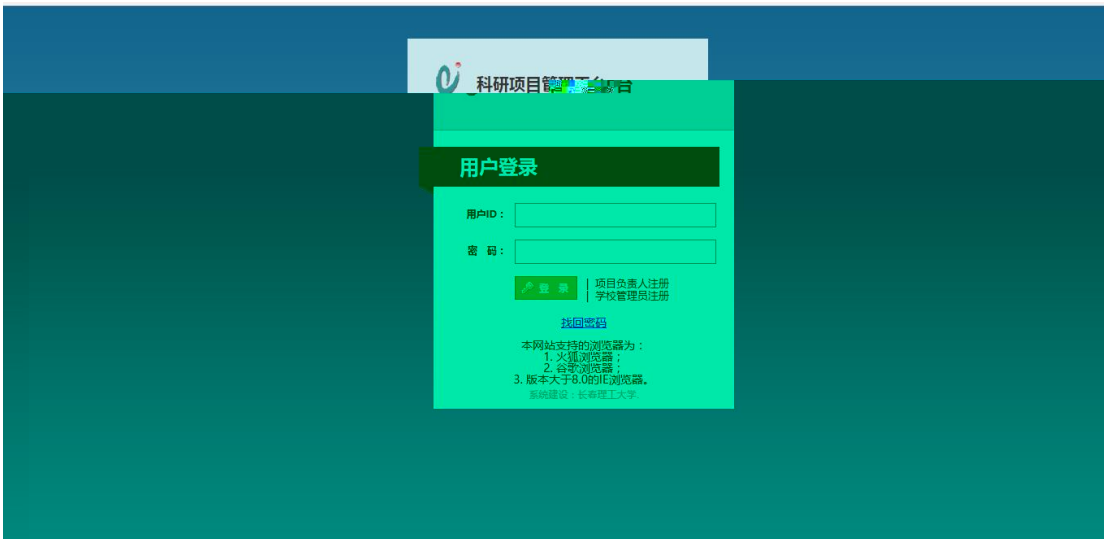 科研项目管理平台
用户登录
用户ID：
密 码：
登 录
| 项目负责人注册
| 学校管理员注册
找回密码
本网站支持的浏览器为：
1. 火狐浏览器；
2. 谷歌浏览器；
3. 版本大于8.0的IE浏览器。
系统建设：长春理工大学